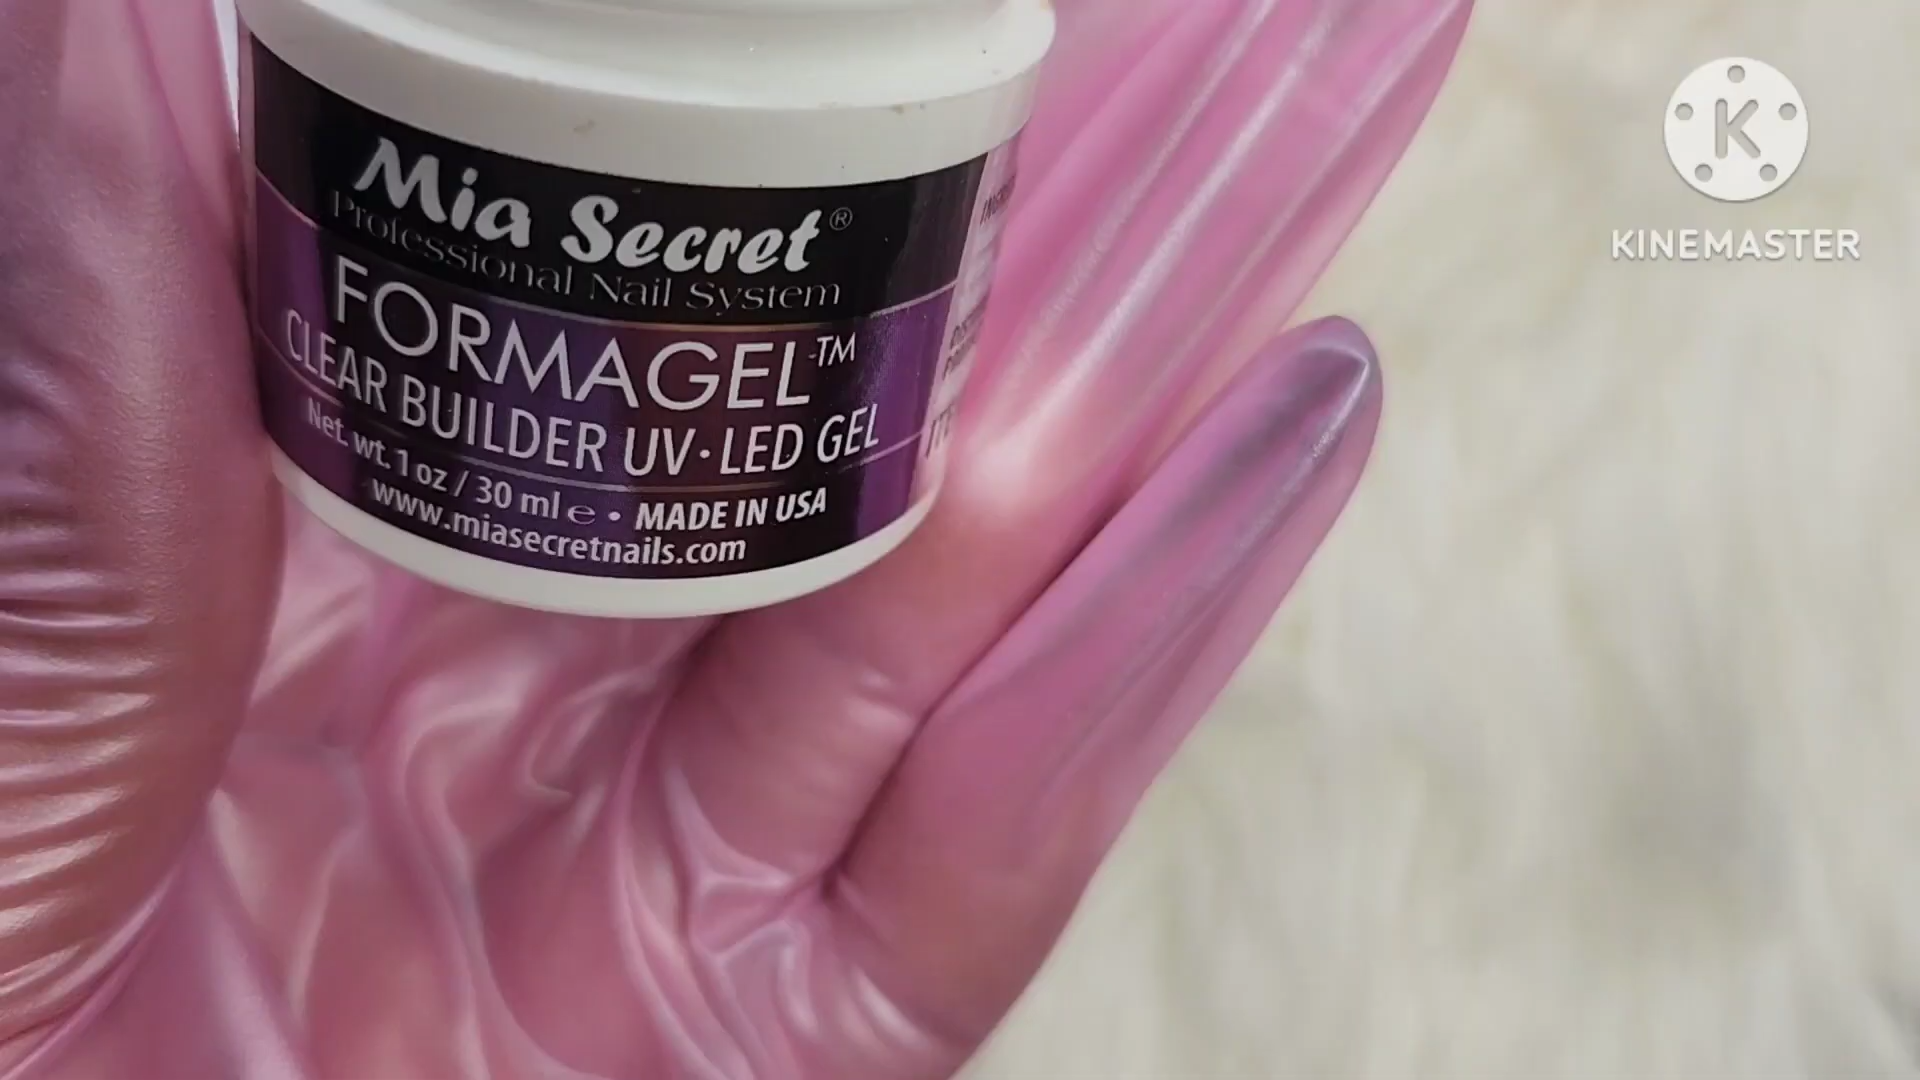 Mia Secret®
Professional Nail System
FORMAGEL™
CLEAR BUILDER UV·LED GEL
Net. wt. 1 oz / 30 ml ℮ • MADE IN USA
www.miasecretnails.com
K
KINEMASTER